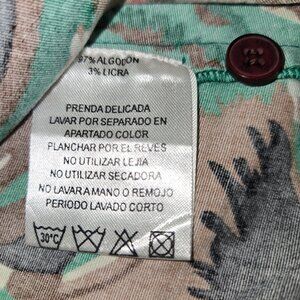 97% ALGODON
3% LICRA
PRENDA DELICADA
LAVAR POR SEPARADO EN
APARTADO COLOR
PLANCHAR POR EL REVES
NO UTILIZAR LEJIA
NO UTILIZAR SECADORA
NO LAVAR A MANO O REMOJO
PERIODO LAVADO CORTO
30°C